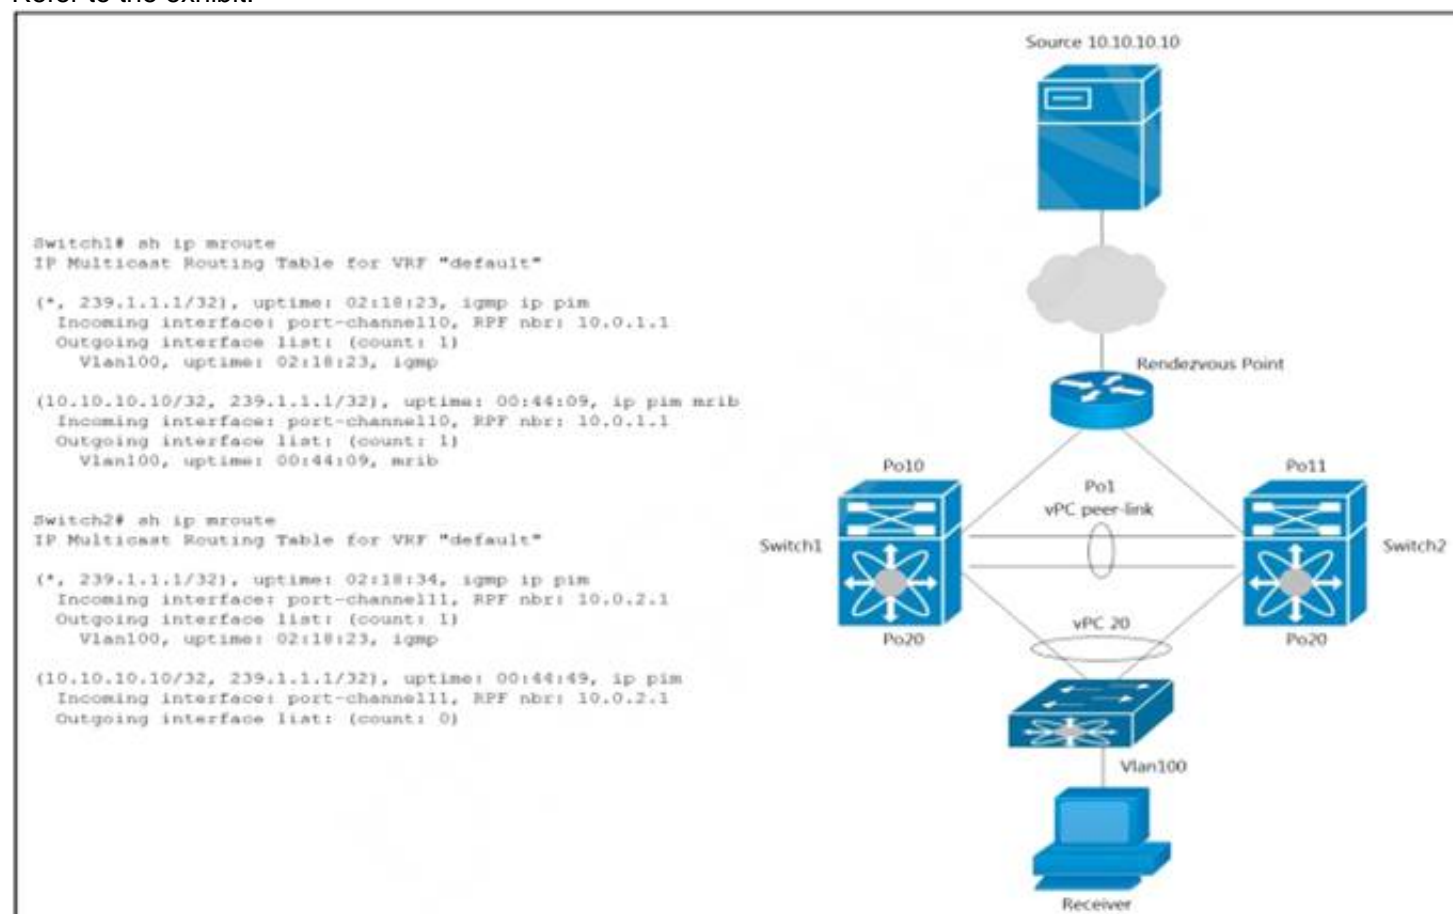 Refer to the exhibit.
Switch1# sh ip mroute
IP Multicast Routing Table for VRF "default"
(*, 239.1.1.1/32), uptime: 02:18:23, igmp ip pim
Incoming interface: port-channel10, RPF nbr: 10.0.1.1
Outgoing interface list: (count: 1)
Vlan100, uptime: 02:18:23, igmp
(10.10.10.10/32, 239.1.1.1/32), uptime: 00:44:09, ip pim mrib
Incoming interface: port-channel10, RPF nbr: 10.0.1.1
Outgoing interface list: (count: 1)
Vlan100, uptime: 00:44:09, mrib
Switch2# sh ip mroute
IP Multicast Routing Table for VRF "default"
(*, 239.1.1.1/32), uptime: 02:18:34, igmp ip pim
Incoming interface: port-channel11, RPF nbr: 10.0.2.1
Outgoing interface list: (count: 1)
Vlan100, uptime: 02:18:23, igmp
(10.10.10.10/32, 239.1.1.1/32), uptime: 00:44:49, ip pim
Incoming interface: port-channel11, RPF nbr: 10.0.2.1
Outgoing interface list: (count: 0)
Source 10.10.10.10
Rendezvous Point
Po10
Po11
Po1
vPC peer-link
Switch1
Switch2
Po20
vPC 20
Po20
Vlan100
Receiver